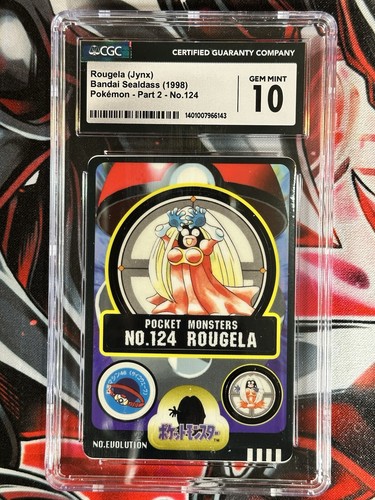 CGC
CERTIFIED GUARANTY COMPANY
Rougela (Jynx)
Bandai Sealdass (1998)
Pokémon - Part 2 - No.124
GEM MINT
10
1401007966143
POCKET MONSTERS
NO.124 ROUGELA
ポケットモンスター
TM
NO.EVOLUTION